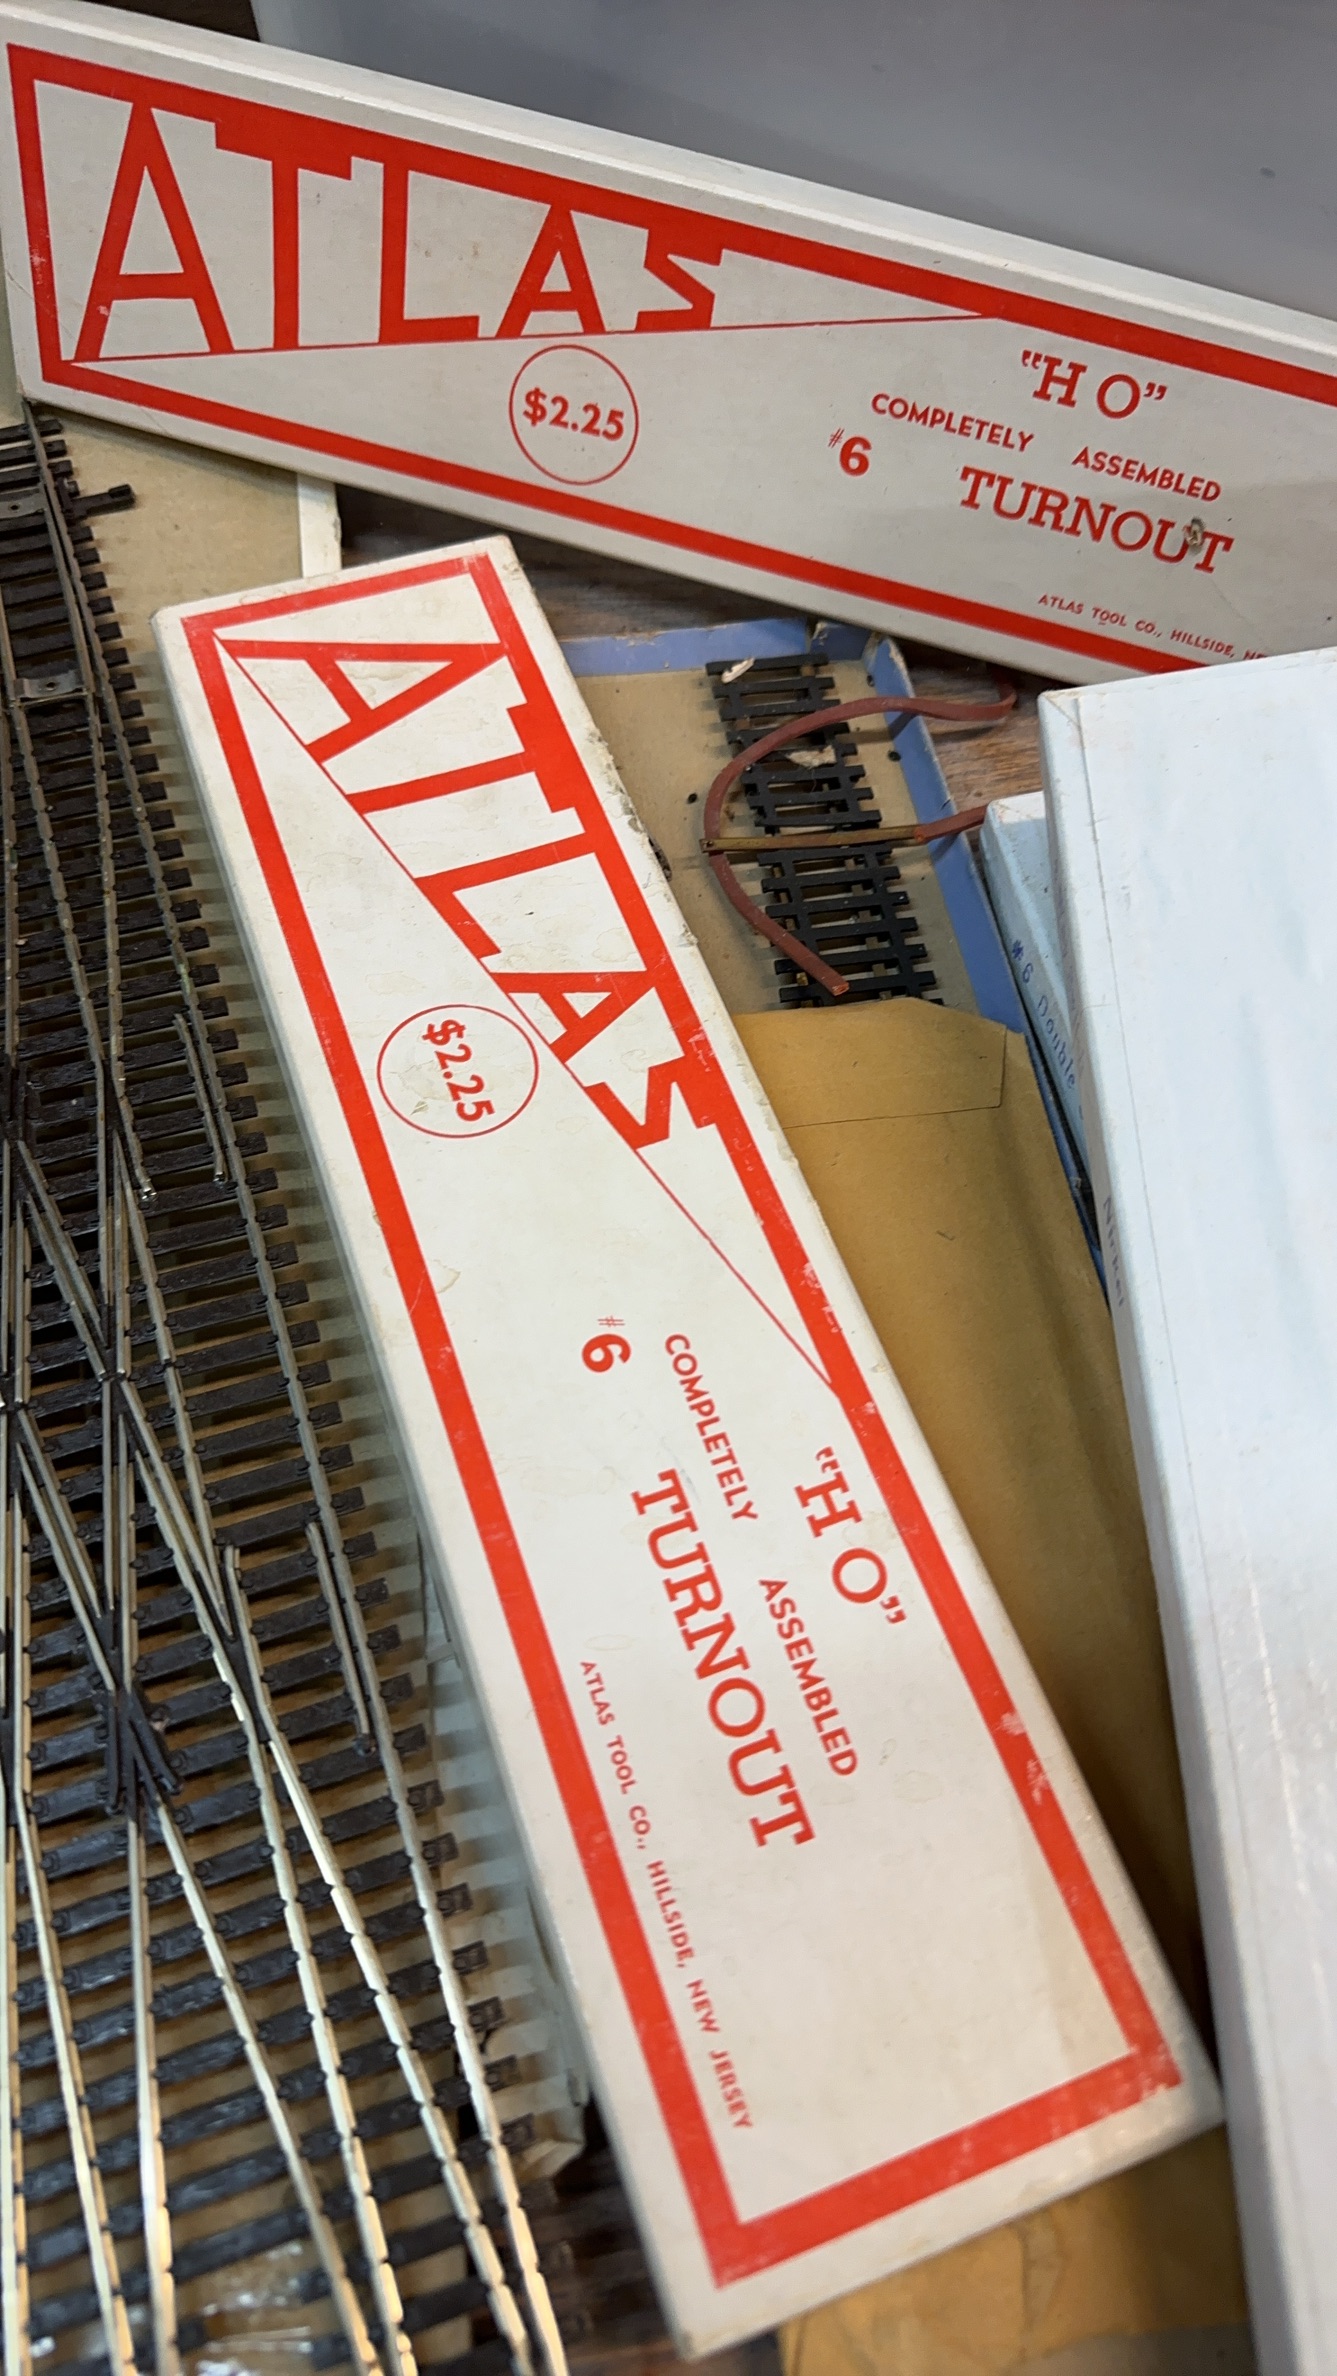 ATLAS
$2.25
"H O"
COMPLETELY ASSEMBLED
#6 TURNOUT
ATLAS TOOL CO., HILLSIDE,
ATLAS
$2.25
"H O"
COMPLETELY ASSEMBLED
#6 TURNOUT
ATLAS TOOL CO., HILLSIDE, NEW JERSEY
#6 Double